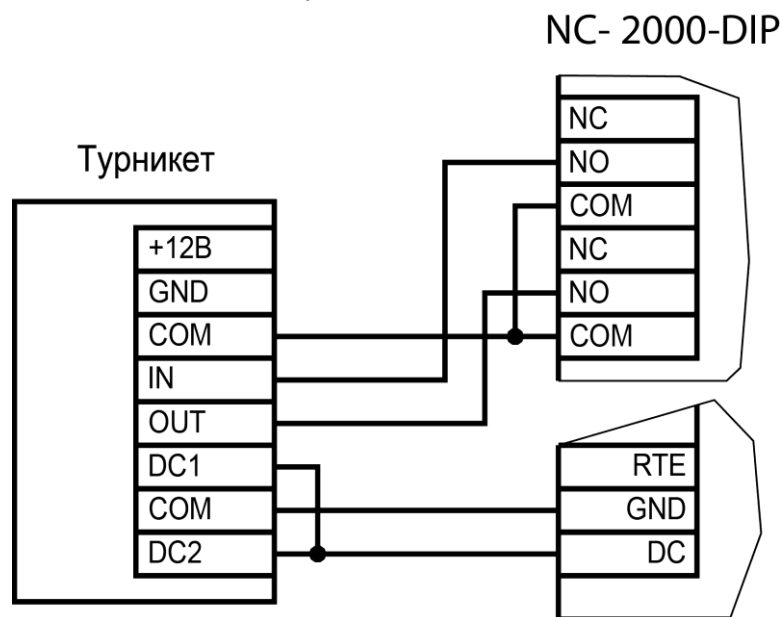 NC- 2000-DIP
Турникет
+12В
GND
COM
IN
OUT
DC1
COM
DC2
NC
NO
COM
NC
NO
COM
RTE
GND
DC